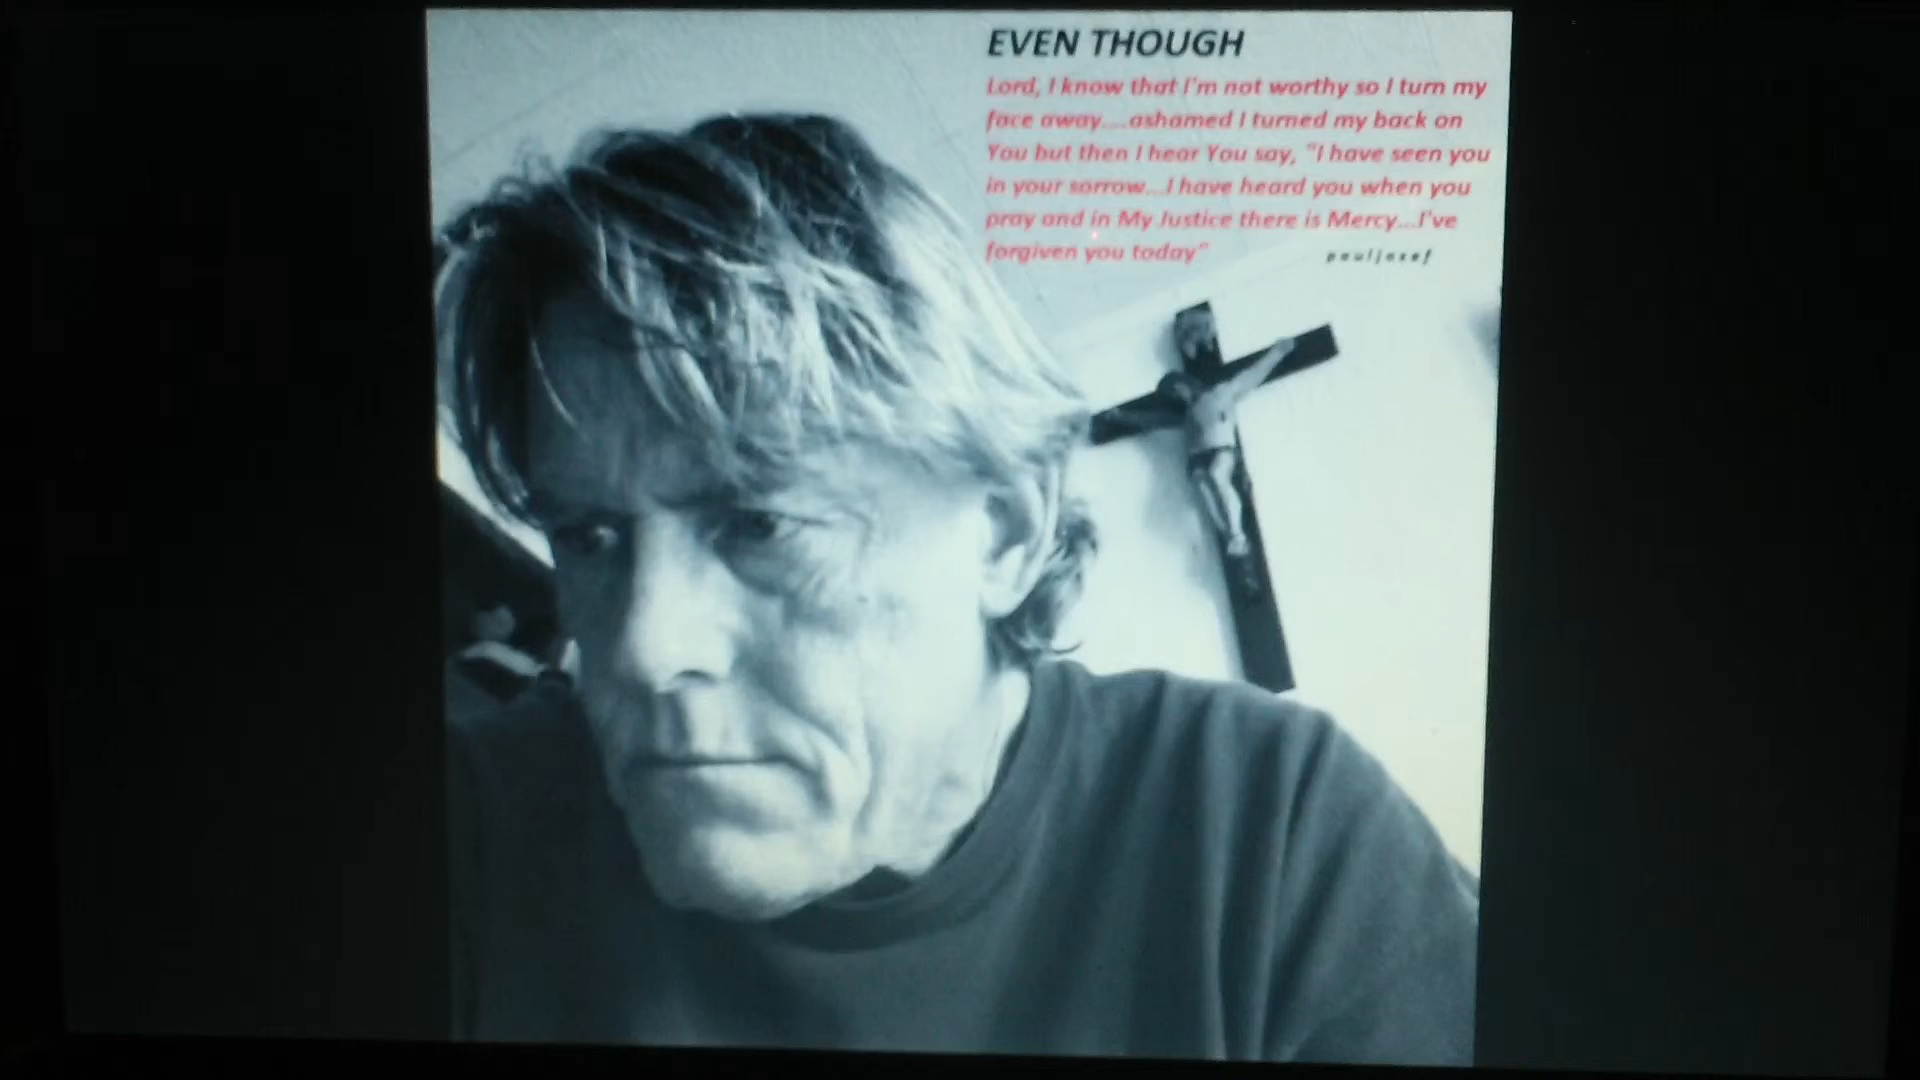 EVEN THOUGH
Lord, I know that I'm not worthy so I turn my
face away....ashamed I turned my back on
You but then I hear You say, "I have seen you
in your sorrow...I have heard you when you
pray and in My Justice there is Mercy...I've
forgiven you today"
pauljosef